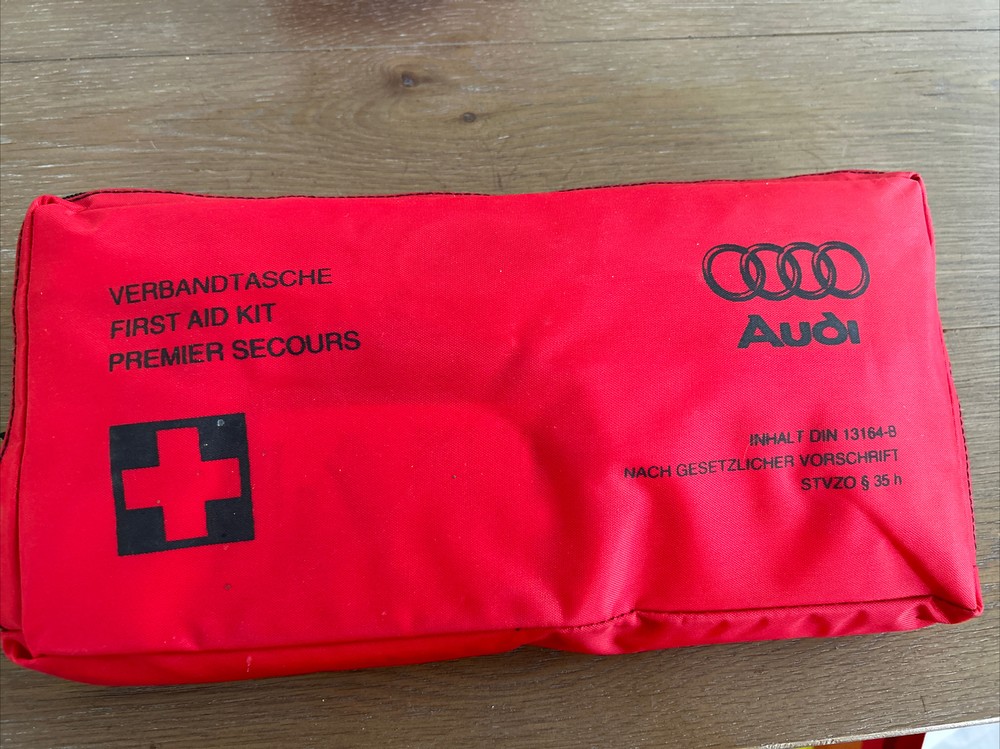 VERBANDTASCHE
FIRST AID KIT
PREMIER SECOURS
Audi
INHALT DIN 13164-B
NACH GESETZLICHER VORSCHRIFT
STVZO § 35 h